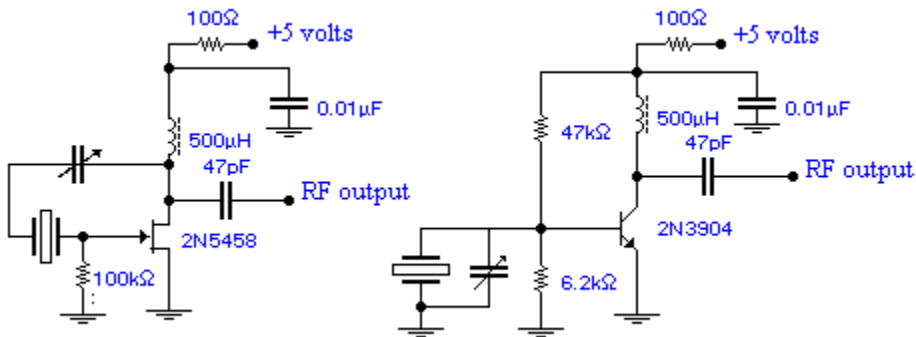 100Ω
+5 volts
0.01µF
500µH
47pF
RF output
2N5458
100kΩ
100Ω
+5 volts
0.01µF
500µH
47kΩ
47pF
RF output
2N3904
6.2kΩ